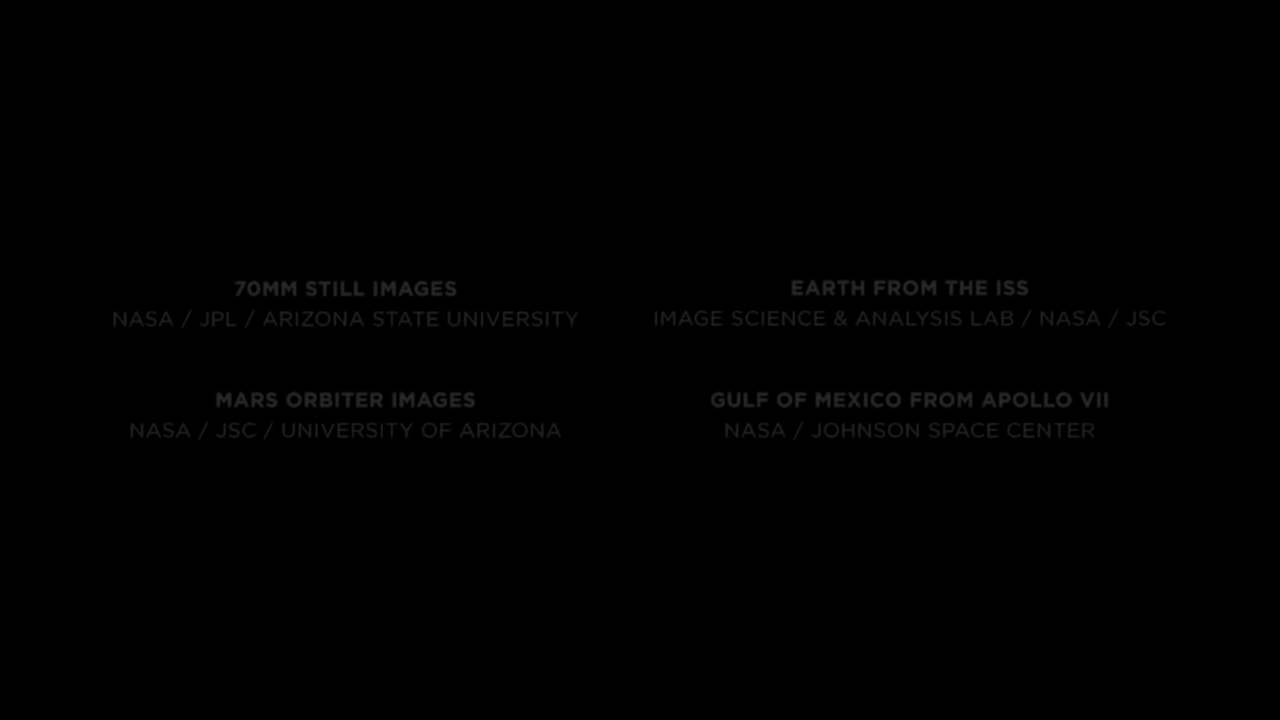 70MM STILL IMAGES
NASA / JPL / ARIZONA STATE UNIVERSITY
MARS ORBITER IMAGES
NASA / JSC / UNIVERSITY OF ARIZONA
EARTH FROM THE ISS
IMAGE SCIENCE & ANALYSIS LAB / NASA / JSC
GULF OF MEXICO FROM APOLLO VII
NASA / JOHNSON SPACE CENTER